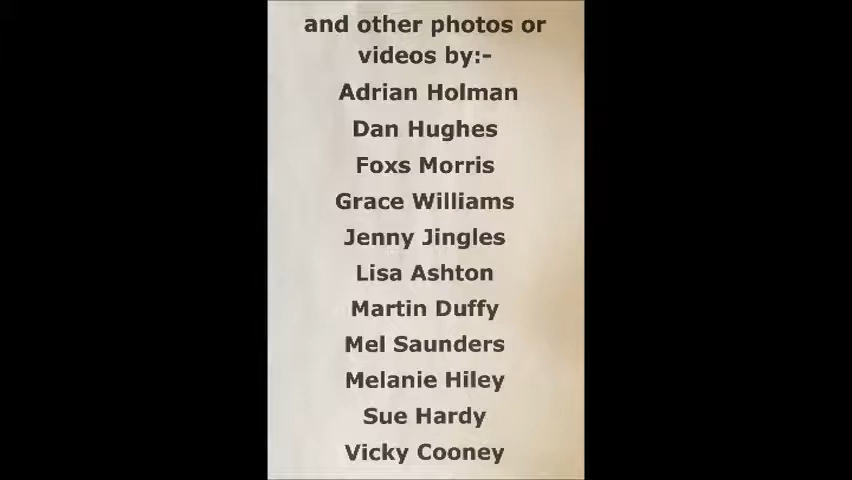 and other photos or
videos by:-
Adrian Holman
Dan Hughes
Foxs Morris
Grace Williams
Jenny Jingles
Lisa Ashton
Martin Duffy
Mel Saunders
Melanie Hiley
Sue Hardy
Vicky Cooney